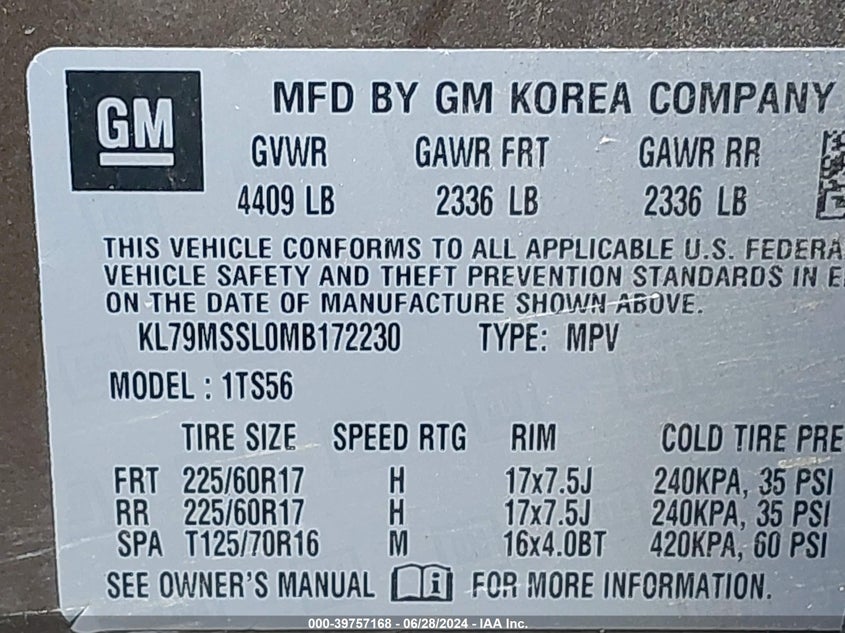 GM
MFD BY GM KOREA COMPANY
GVWR GAWR FRT GAWR RR
4409 LB 2336 LB 2336 LB
THIS VEHICLE CONFORMS TO ALL APPLICABLE U.S. FEDERA
VEHICLE SAFETY AND THEFT PREVENTION STANDARDS IN E
ON THE DATE OF MANUFACTURE SHOWN ABOVE.
KL79MSSL0MB172230 TYPE: MPV
MODEL : 1TS56
TIRE SIZE SPEED RTG RIM COLD TIRE PRE
FRT 225/60R17 H 17x7.5J 240KPA, 35 PSI
RR 225/60R17 H 17x7.5J 240KPA, 35 PSI
SPA T125/70R16 M 16x4.0BT 420KPA, 60 PSI
SEE OWNER'S MANUAL i FOR MORE INFORMATION.
000-39757168 - 06/28/2024 - IAA Inc.